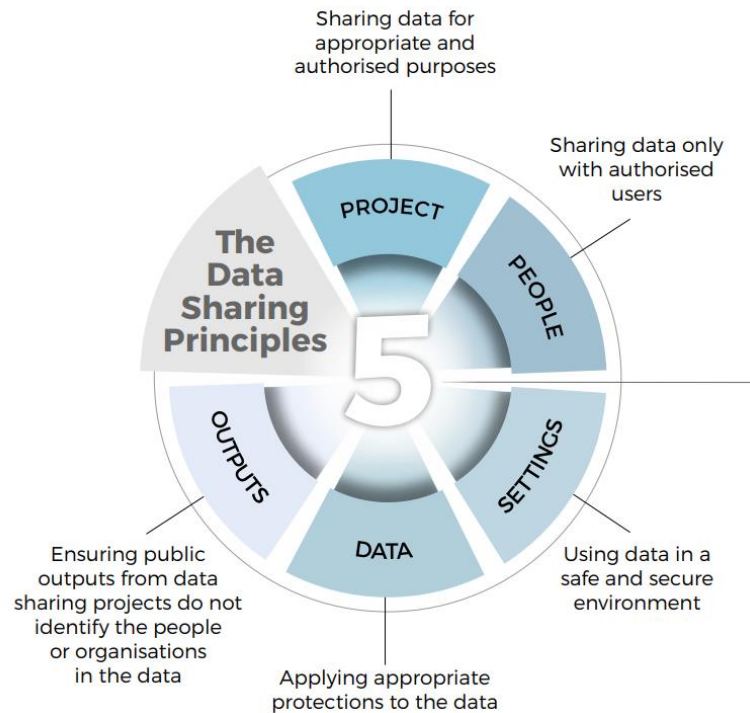 Sharing data for
appropriate and
authorised purposes
Sharing data only
with authorised
users
PROJECT
PEOPLE
The
Data
Sharing
Principles
5
OUTPUTS
SETTINGS
DATA
Ensuring public
outputs from data
sharing projects do not
identify the people
or organisations
in the data
Using data in a
safe and secure
environment
Applying appropriate
protections to the data